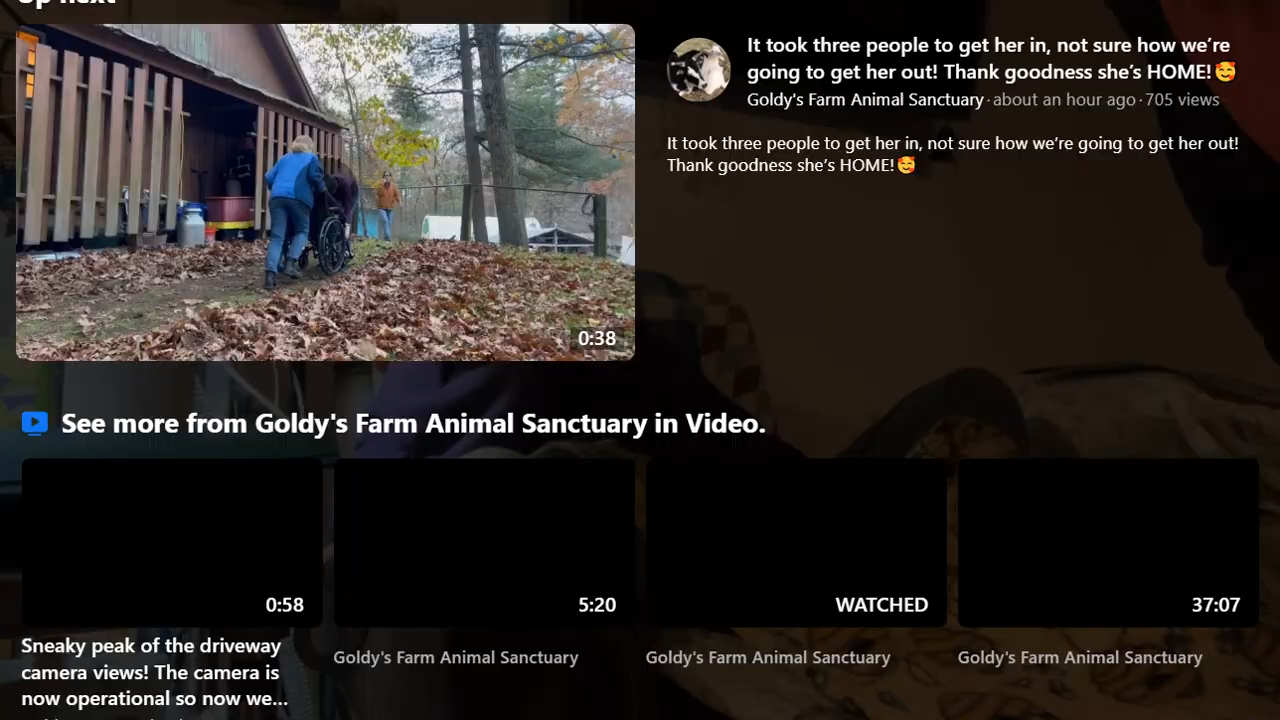 Up next
It took three people to get her in, not sure how we’re
going to get her out! Thank goodness she’s HOME!🥰
Goldy's Farm Animal Sanctuary · about an hour ago · 705 views
It took three people to get her in, not sure how we’re going to get her out!
Thank goodness she’s HOME!🥰
0:38
See more from Goldy's Farm Animal Sanctuary in Video.
0:58
5:20
WATCHED
37:07
Sneaky peak of the driveway
camera views! The camera is
now operational so now we...
Goldy's Farm Animal Sanctuary
Goldy's Farm Animal Sanctuary
Goldy's Farm Animal Sanctuary